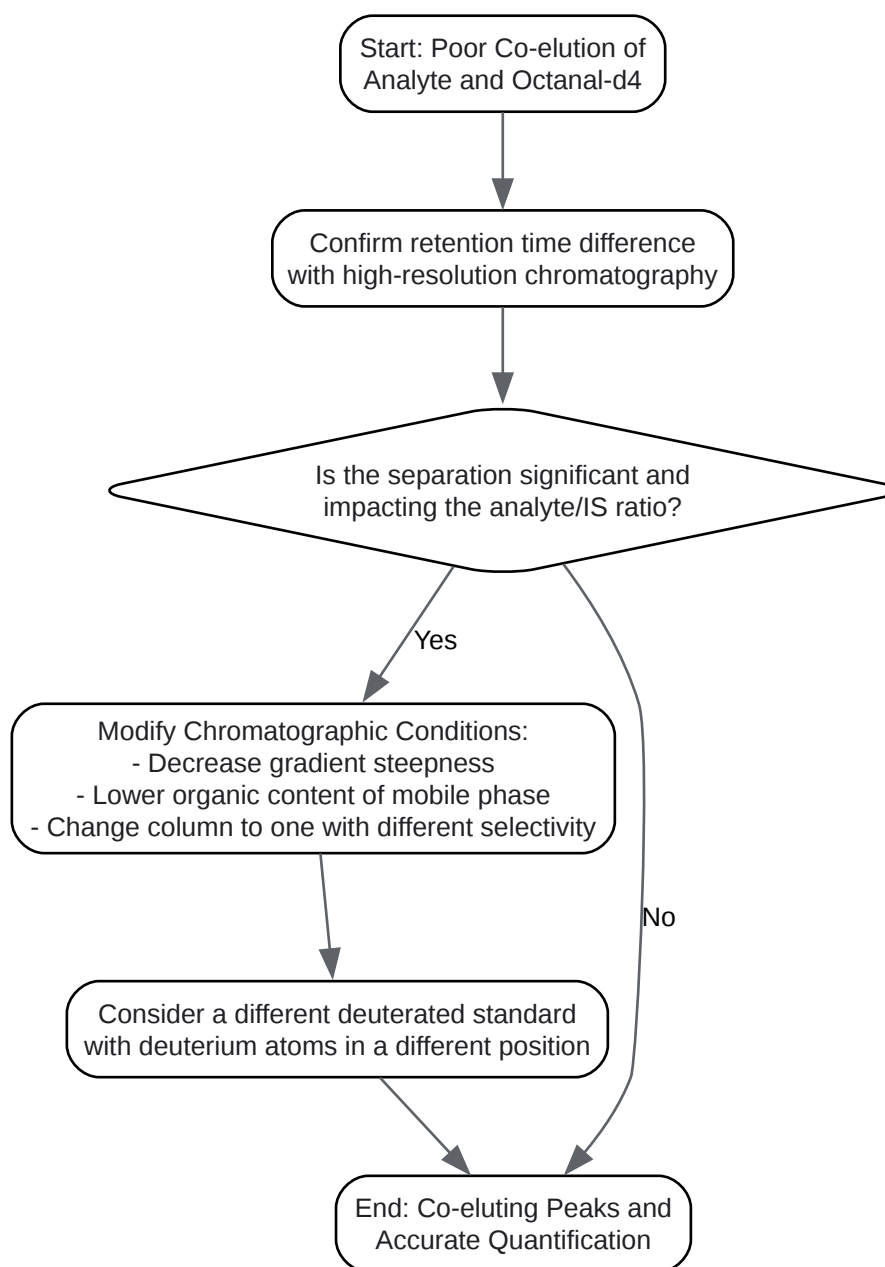 Start: Poor Co-elution of
Analyte and Octanal-d4
Confirm retention time difference
with high-resolution chromatography
Is the separation significant and
impacting the analyte/IS ratio?
Yes
Modify Chromatographic Conditions:
- Decrease gradient steepness
- Lower organic content of mobile phase
- Change column to one with different selectivity
No
Consider a different deuterated standard
with deuterium atoms in a different position
End: Co-eluting Peaks and
Accurate Quantification